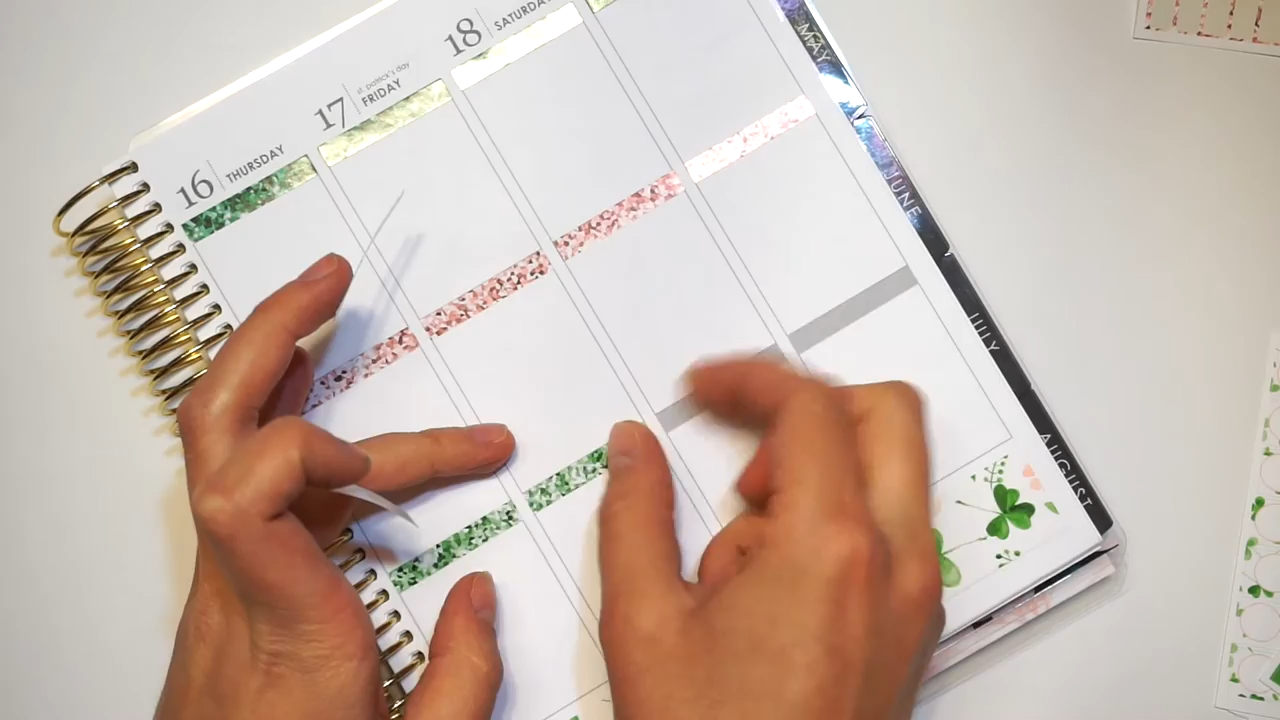 16 THURSDAY
17 st. patrick's day
FRIDAY
18 SATURDAY
MAY
JUNE
JULY
AUGUST